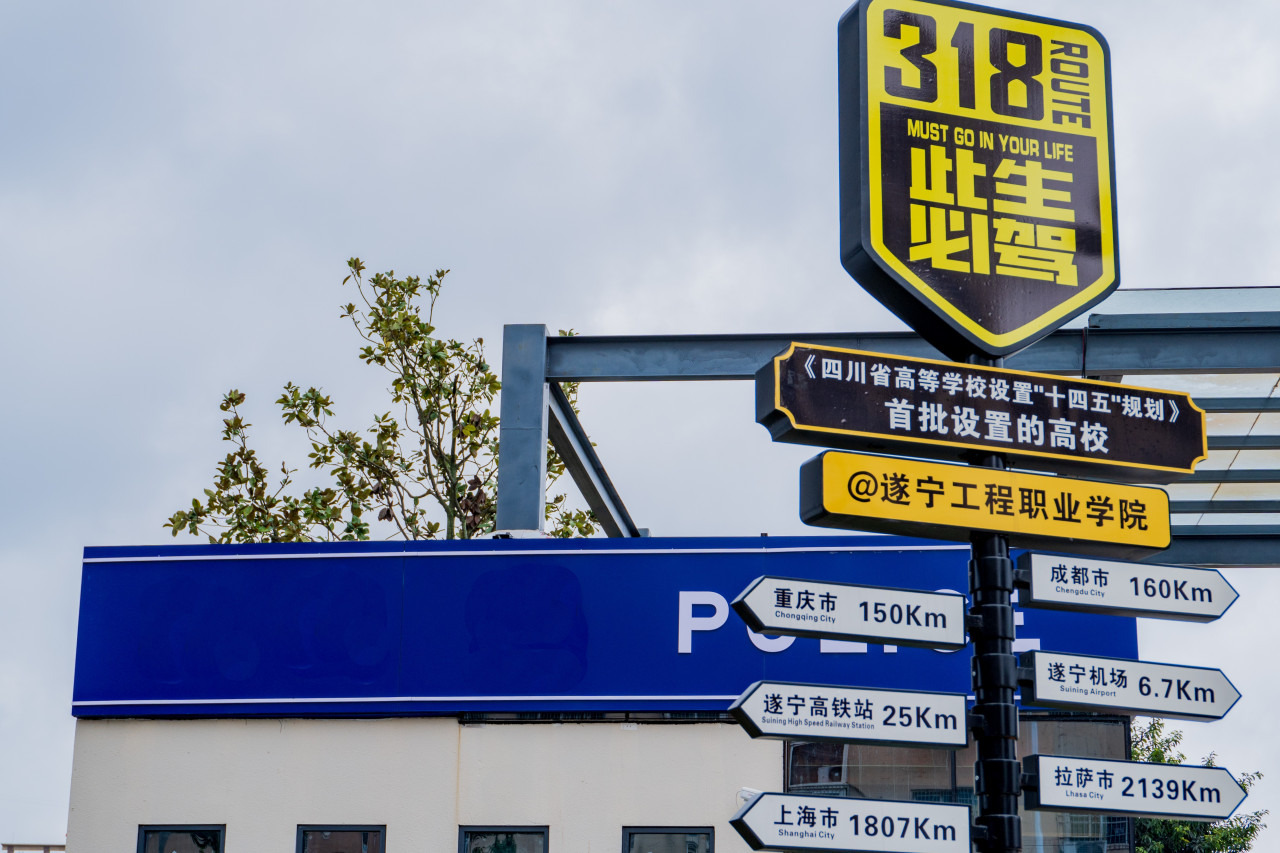 318
ROUTE
MUST GO IN YOUR LIFE
此生
必驾
《四川省高等学校设置"十四五"规划》
首批设置的高校
@遂宁工程职业学院
成都市 160Km
Chengdu City
重庆市 150Km
Chongqing City
遂宁机场 6.7Km
Suining Airport
遂宁高铁站 25Km
Suining High Speed Railway Station
拉萨市 2139Km
Lhasa City
上海市 1807Km
Shanghai City
POLICE